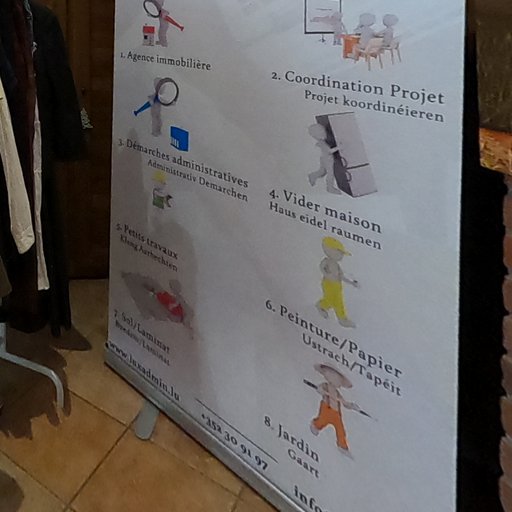 1. Agence immobilière
2. Coordination Projet
Projet koordinéieren
3. Démarches administratives
Administrativ Demarchen
4. Vider maison
Haus eidel raumen
5. Petits travaux
Kleng Aarbechten
6. Peinture/Papier
Ustrach/Tapéit
7. Sol/Laminat
Buedem/Laminat
8. Jardin
Gaart
www.luxadmin.lu
+352 30 91 97
info